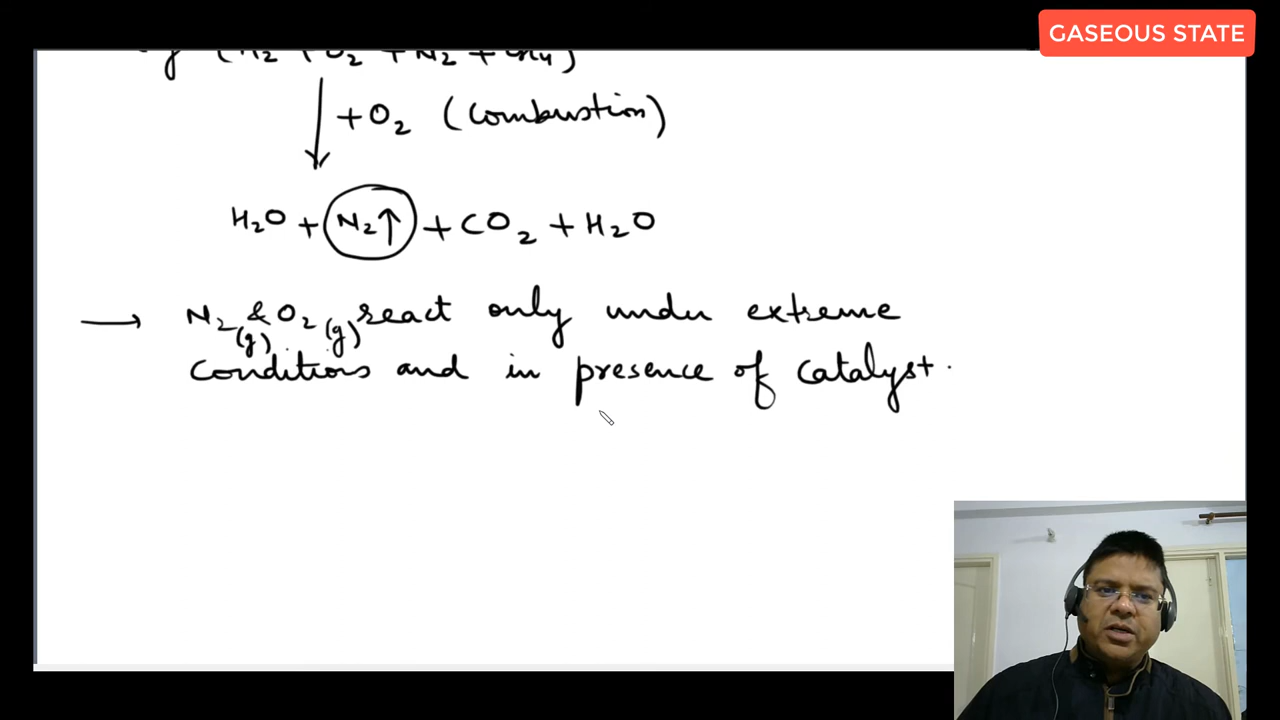 GASEOUS STATE
+O₂ (Combustion)
H₂O + N₂↑ + CO₂ + H₂O
→ N₂(g) & O₂(g) react only under extreme
conditions and in presence of catalyst.